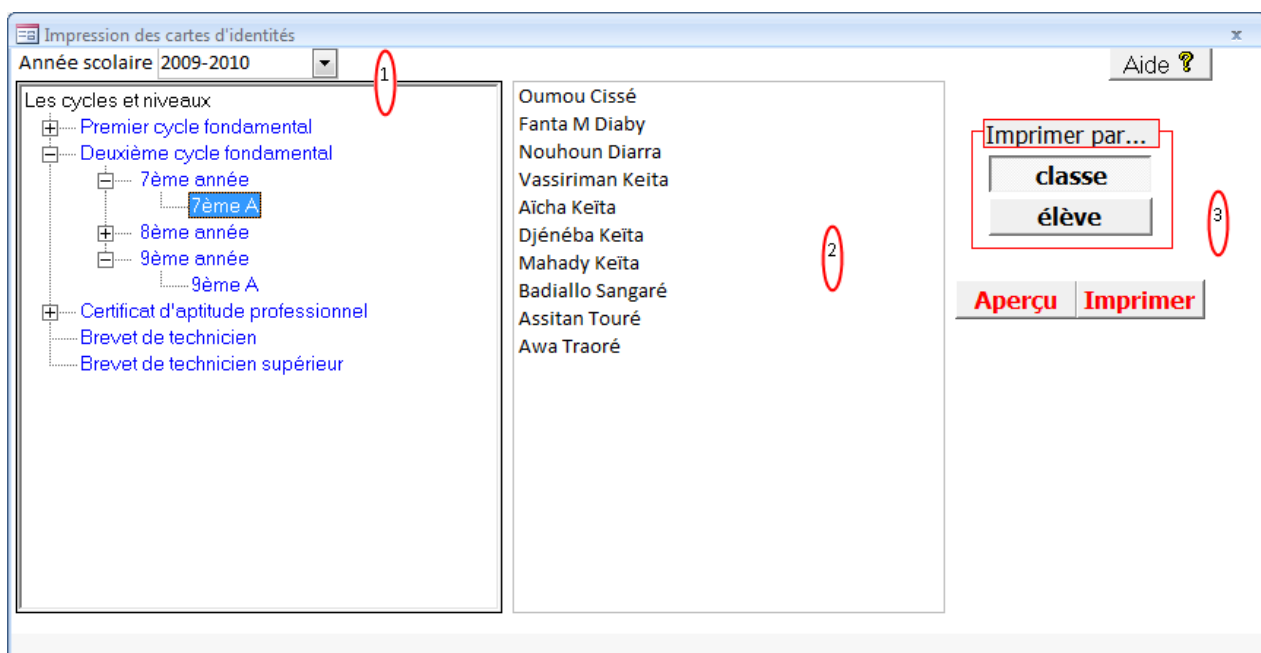 Impression des cartes d'identités
x
Année scolaire 2009-2010
1
Aide ?
Les cycles et niveaux
Premier cycle fondamental
Deuxième cycle fondamental
7ème année
7ème A
8ème année
9ème année
9ème A
Certificat d'aptitude professionnel
Brevet de technicien
Brevet de technicien supérieur
Oumou Cissé
Fanta M Diaby
Nouhoun Diarra
Vassiriman Keita
Aïcha Keïta
Djénéba Keïta
Mahady Keïta
Badiallo Sangaré
Assitan Touré
Awa Traoré
2
Imprimer par...
classe
élève
3
Aperçu Imprimer